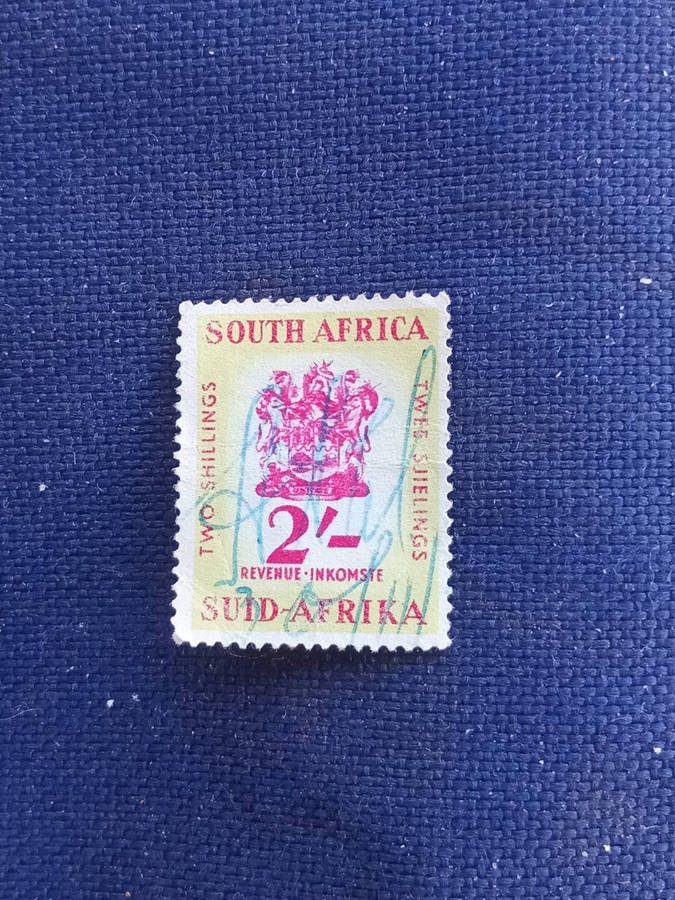 SOUTH AFRICA
TWO SHILLINGS
TWEE SJIELINGS
2/-
REVENUE·INKOMSTE
SUID-AFRIKA